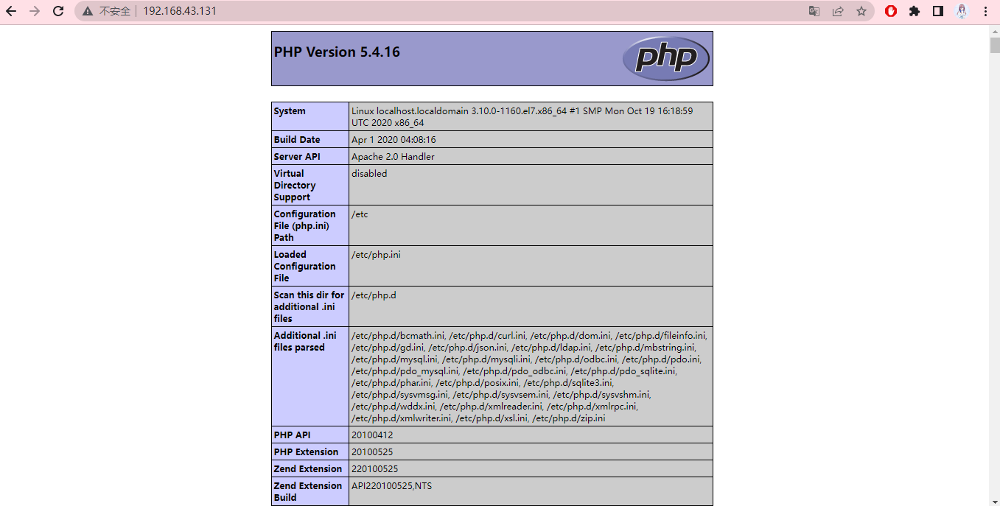 不安全 192.168.43.131
PHP Version 5.4.16
php
System
Linux localhost.localdomain 3.10.0-1160.el7.x86_64 #1 SMP Mon Oct 19 16:18:59
UTC 2020 x86_64
Build Date
Apr 1 2020 04:08:16
Server API
Apache 2.0 Handler
Virtual
Directory
Support
disabled
Configuration
File (php.ini)
Path
/etc
Loaded
Configuration
File
/etc/php.ini
Scan this dir for
additional .ini
files
/etc/php.d
Additional .ini
files parsed
/etc/php.d/bcmath.ini, /etc/php.d/curl.ini, /etc/php.d/dom.ini, /etc/php.d/fileinfo.ini,
/etc/php.d/gd.ini, /etc/php.d/json.ini, /etc/php.d/ldap.ini, /etc/php.d/mbstring.ini,
/etc/php.d/mysql.ini, /etc/php.d/mysqli.ini, /etc/php.d/odbc.ini, /etc/php.d/pdo.ini,
/etc/php.d/pdo_mysql.ini, /etc/php.d/pdo_odbc.ini, /etc/php.d/pdo_sqlite.ini,
/etc/php.d/phar.ini, /etc/php.d/posix.ini, /etc/php.d/sqlite3.ini,
/etc/php.d/sysvmsg.ini, /etc/php.d/sysvsem.ini, /etc/php.d/sysvshm.ini,
/etc/php.d/wddx.ini, /etc/php.d/xmlreader.ini, /etc/php.d/xmlrpc.ini,
/etc/php.d/xmlwriter.ini, /etc/php.d/xsl.ini, /etc/php.d/zip.ini
PHP API
20100412
PHP Extension
20100525
Zend Extension
220100525
Zend Extension
Build
API220100525,NTS